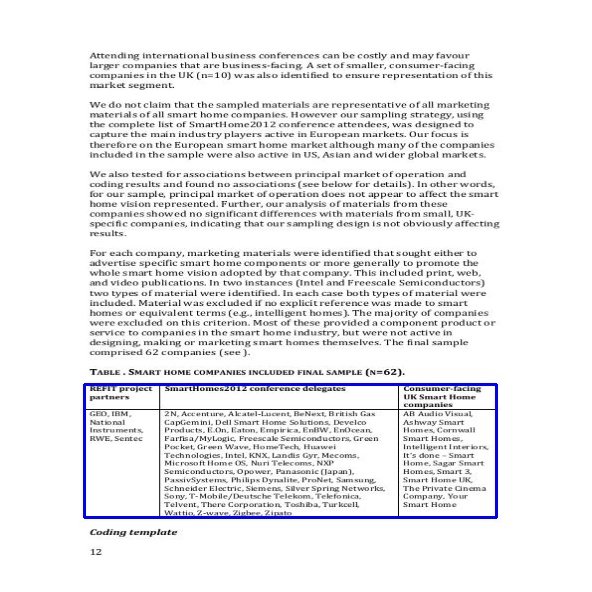 Attending international business conferences can be costly and may favour
larger companies that are business-facing. A set of smaller, consumer-facing
companies in the UK (n=10) was also identified to ensure representation of this
market segment.
We do not claim that the sampled materials are representative of all marketing
materials of all smart home companies. However our sampling strategy, using
the complete list of SmartHome2012 conference attendees, was designed to
capture the main industry players active in European markets. Our focus is
therefore on the European smart home market although many of the companies
included in the sample were also active in US, Asian and wider global markets.
We also tested for associations between principal market of operation and
coding results and found no associations (see below for details). In other words,
for our sample, principal market of operation does not appear to affect the smart
home vision represented. Further, our analysis of materials from these
companies showed no significant differences with materials from small, UK-
specific companies, indicating that our sampling design is not obviously affecting
results.
For each company, marketing materials were identified that sought either to
advertise specific smart home components or more generally to promote the
whole smart home vision adopted by that company. This included print, web,
and video publications. In two instances (Intel and Freescale Semiconductors)
two types of material were identified. In each case both types of material were
included. Material was excluded if no explicit reference was made to smart
homes or equivalent terms (e.g., intelligent homes). The majority of companies
were excluded on this criterion. Most of these provided a component product or
service to companies in the smart home industry, but were not active in
designing, making or marketing smart homes themselves. The final sample
comprised 62 companies (see ).
TABLE . SMART HOME COMPANIES INCLUDED FINAL SAMPLE (N=62).
REFIT project
partners
SmartHomes2012 conference delegates
Consumer-facing
UK Smart Home
companies
GEO, IBM,
National
Instruments,
RWE, Sentec
2N, Accenture, Alcatel-Lucent, BeNext, British Gas
CapGemini, Dell Smart Home Solutions, Develco
Products, E.On, Eaton, Empirica, EnBW, EnOcean,
Farfisa/MyLogic, Freescale Semiconductors, Green
Pocket, Green Wave, HomeTech, Huawei
Technologies, Intel, KNX, Landis Gyr, Mecoms,
Microsoft Home OS, Nuri Telecoms, NXP
Semiconductors, Opower, Panasonic (Japan),
PassivSystems, Philips Dynalite, ProNet, Samsung,
Schneider Electric, Siemens, Silver Spring Networks,
Sony, T-Mobile/Deutsche Telekom, Telefonica,
Telvent, There Corporation, Toshiba, Turkcell,
Wattio, Z-wave, Zigbee, Zipato
AB Audio Visual,
Ashway Smart
Homes, Cornwall
Smart Homes,
Intelligent Interiors,
It's done – Smart
Home, Sagar Smart
Homes, Smart 3,
Smart Home UK,
The Private Cinema
Company, Your
Smart Home
Coding template
12